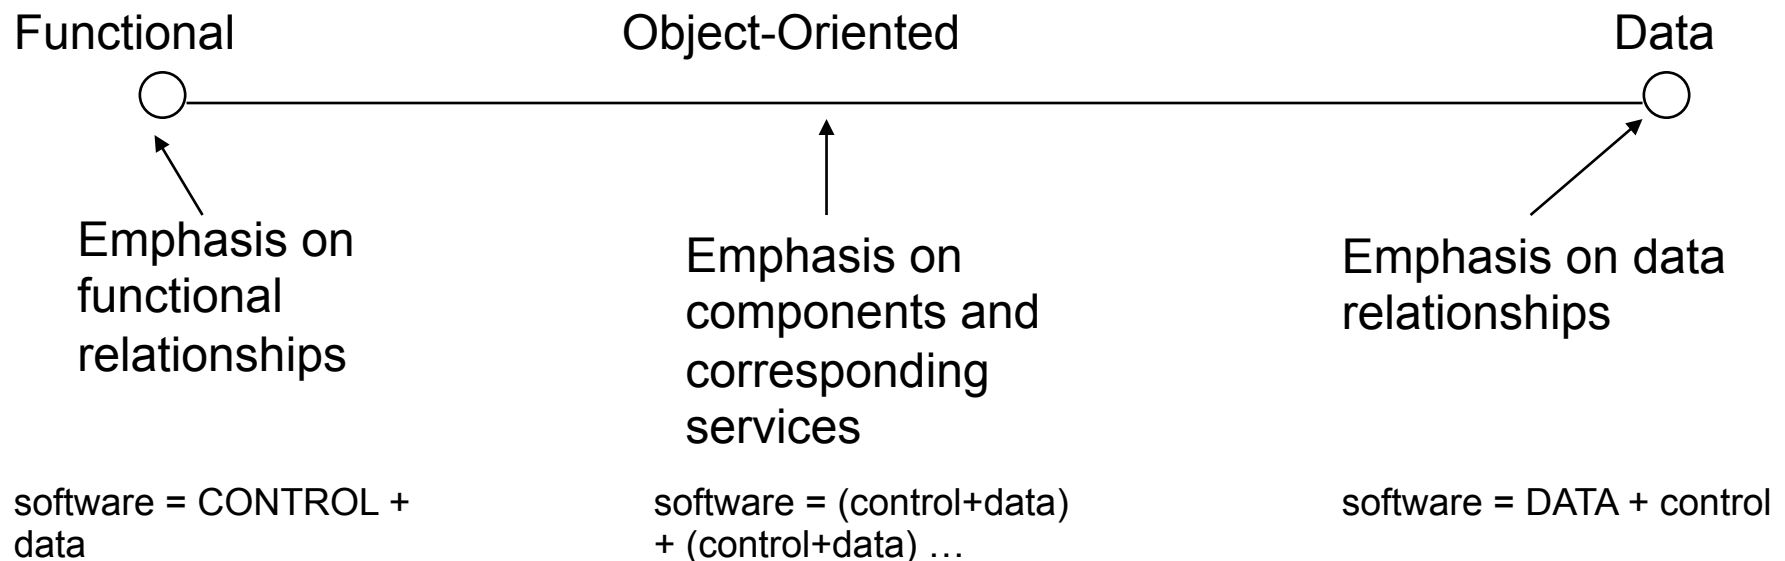 Functional
Object-Oriented
Data
Emphasis on
functional
relationships
Emphasis on
components and
corresponding
services
Emphasis on data
relationships
software = CONTROL +
data
software = (control+data)
+ (control+data) …
software = DATA + control